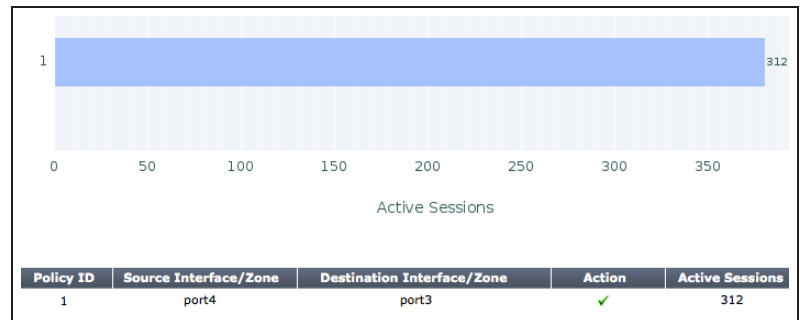 1
312
0 50 100 150 200 250 300 350
Active Sessions
Policy ID Source Interface/Zone Destination Interface/Zone Action Active Sessions
1 port4 port3 ✓ 312